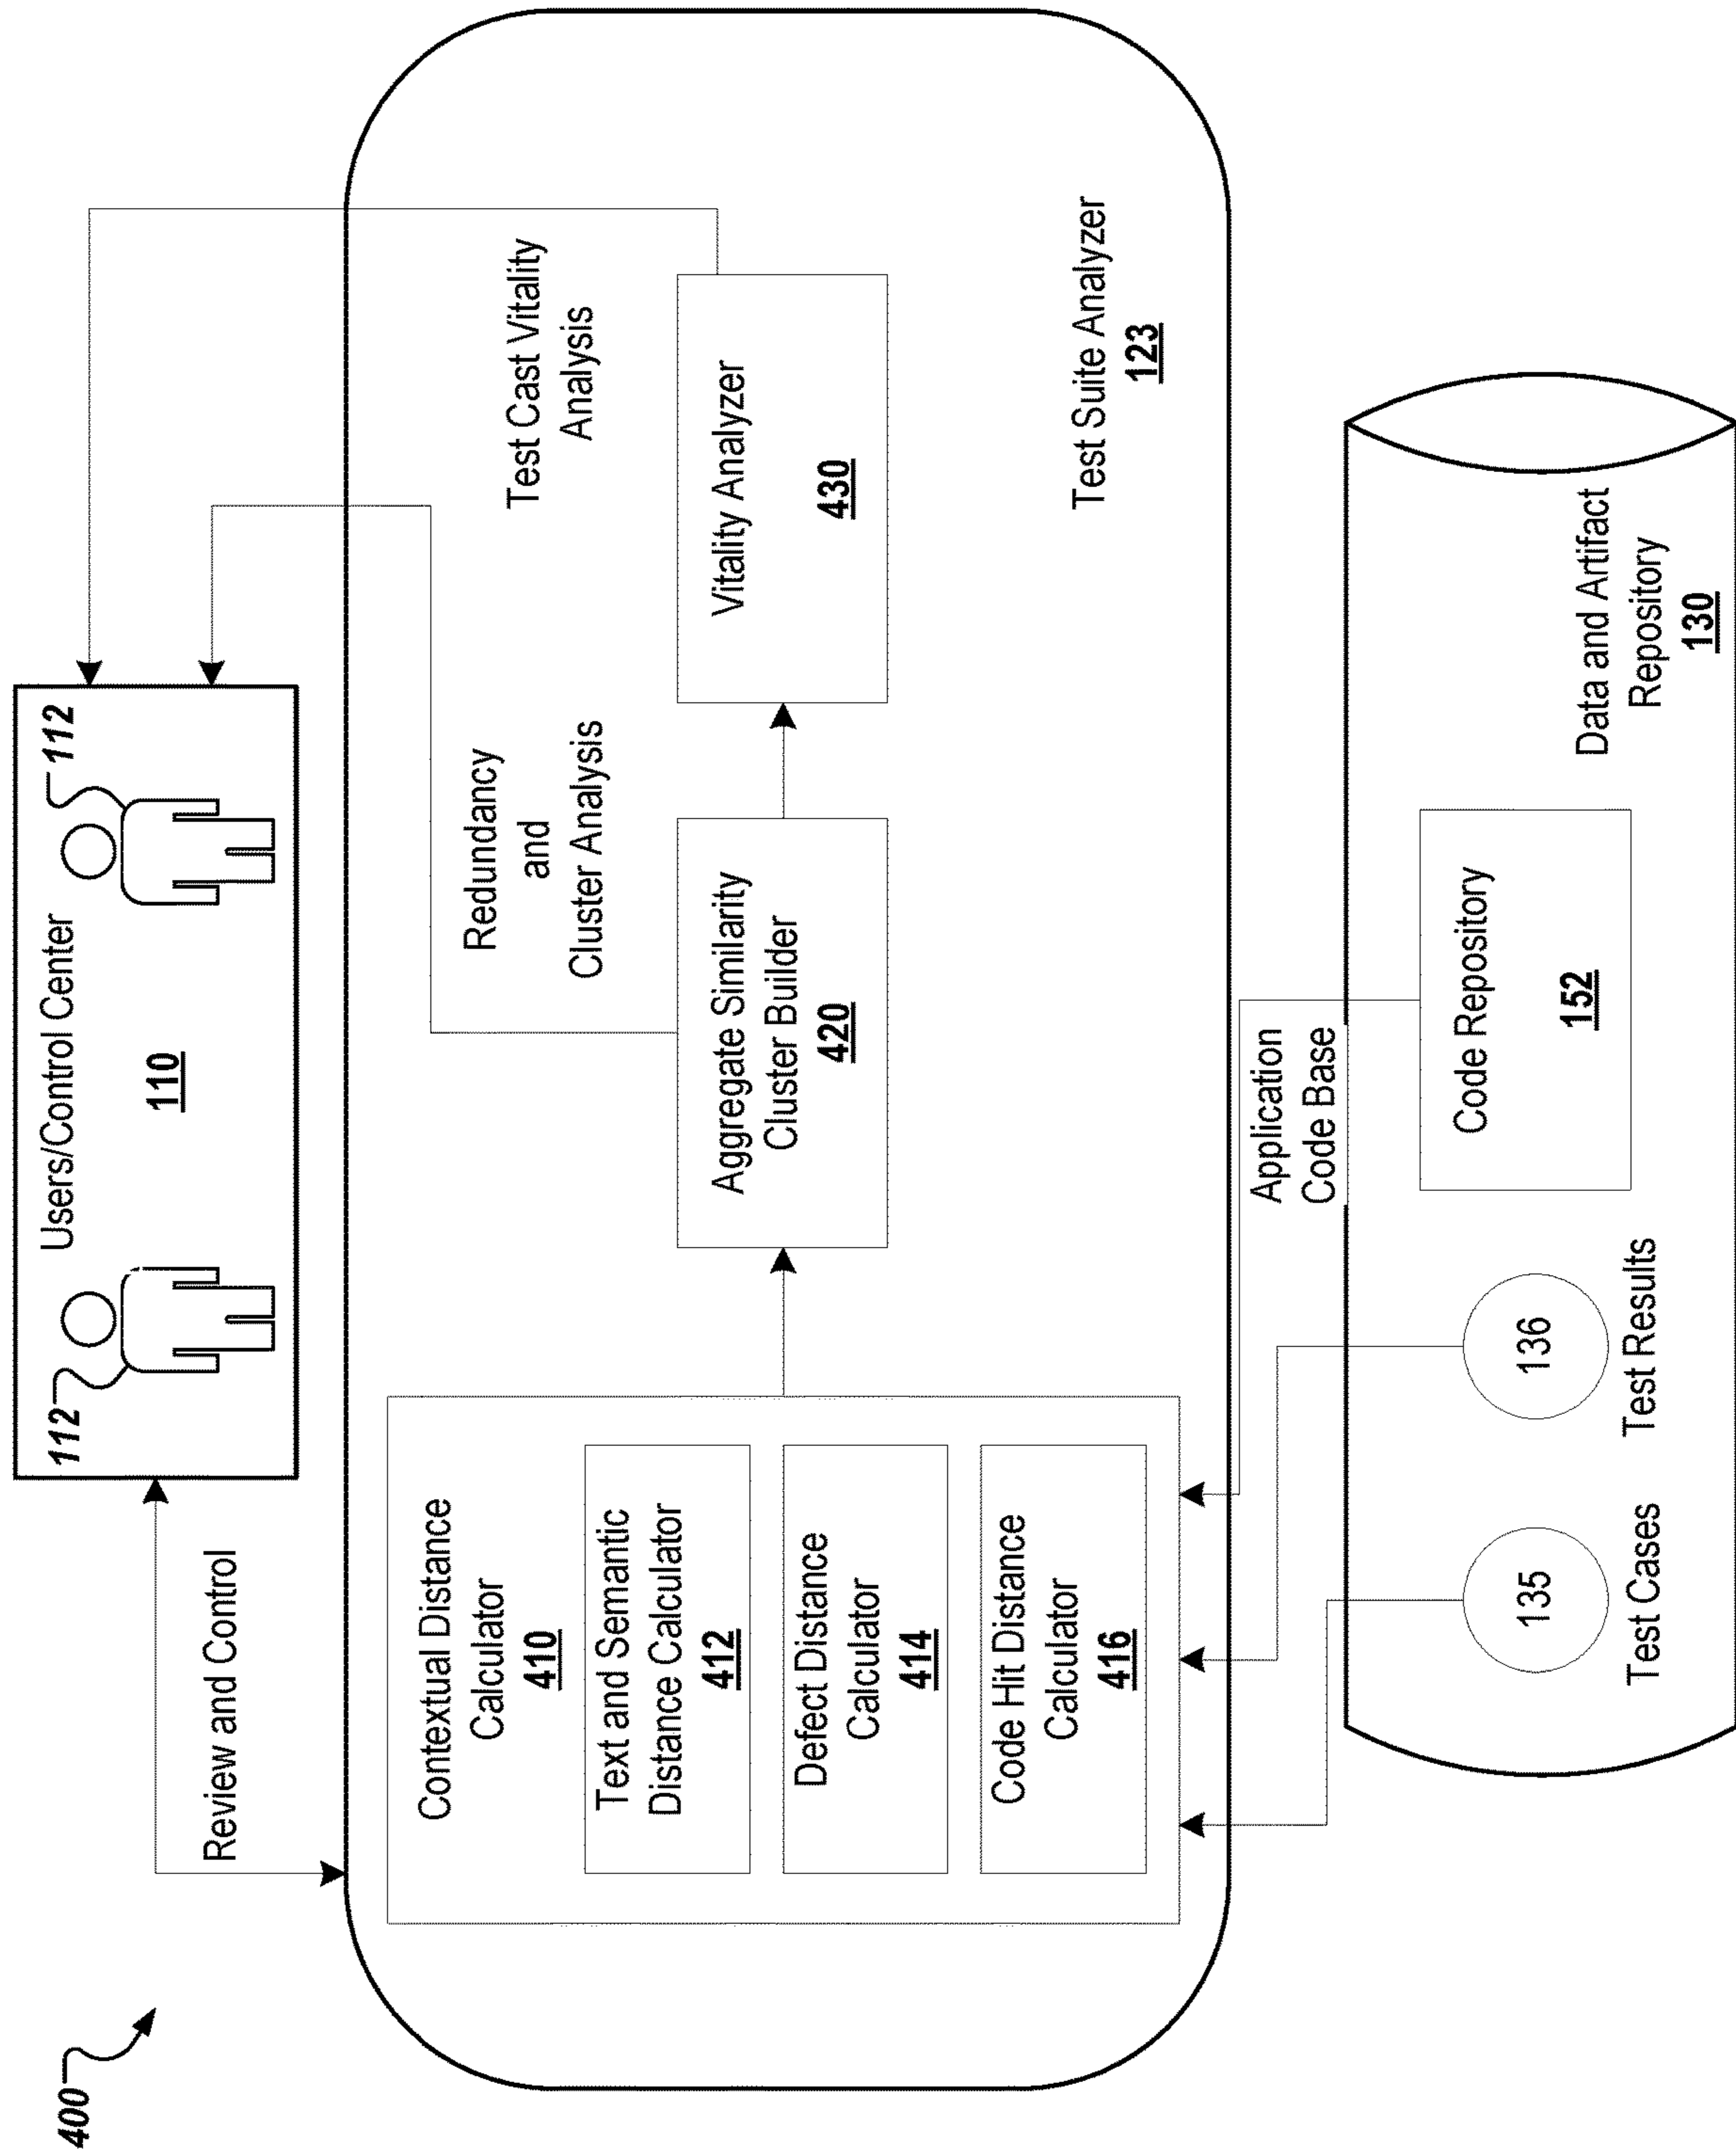 400
112
Users/Control Center
112
110
Review and Control
Contextual Distance
Calculator
410
Text and Semantic
Distance Calculator
412
Defect Distance
Calculator
414
Code Hit Distance
Calculator
416
Redundancy
and
Cluster Analysis
Aggregate Similarity
Cluster Builder
420
Test Cast Vitality
Analysis
Vitality Analyzer
430
Test Suite Analyzer
123
Application
Code Base
135
Test Cases
136
Test Results
Code Repository
152
Data and Artifact
Repository
130